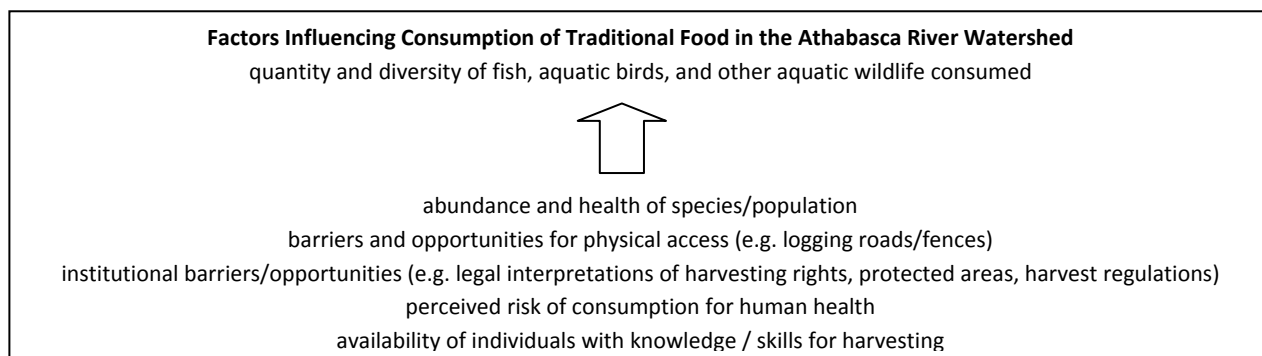 Factors Influencing Consumption of Traditional Food in the Athabasca River Watershed
quantity and diversity of fish, aquatic birds, and other aquatic wildlife consumed
abundance and health of species/population
barriers and opportunities for physical access (e.g. logging roads/fences)
institutional barriers/opportunities (e.g. legal interpretations of harvesting rights, protected areas, harvest regulations)
perceived risk of consumption for human health
availability of individuals with knowledge / skills for harvesting